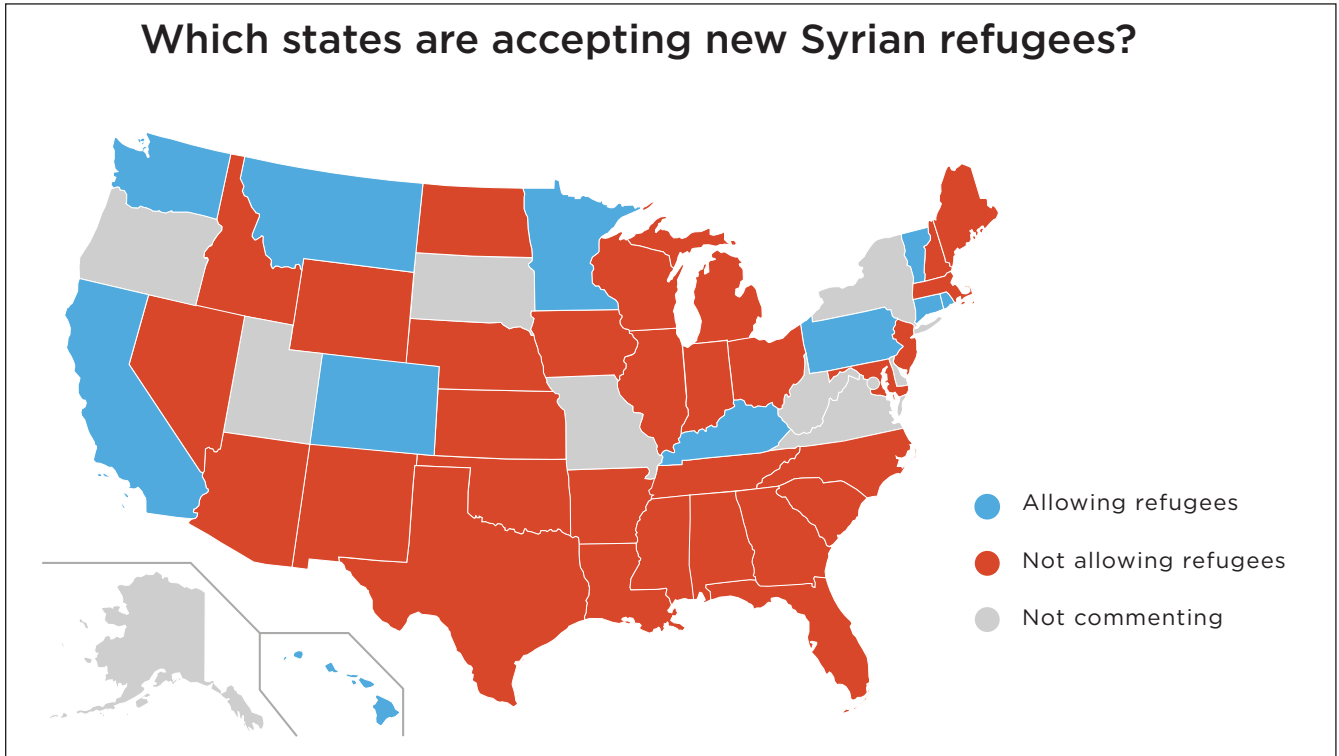 Which states are accepting new Syrian refugees?
Allowing refugees
Not allowing refugees
Not commenting